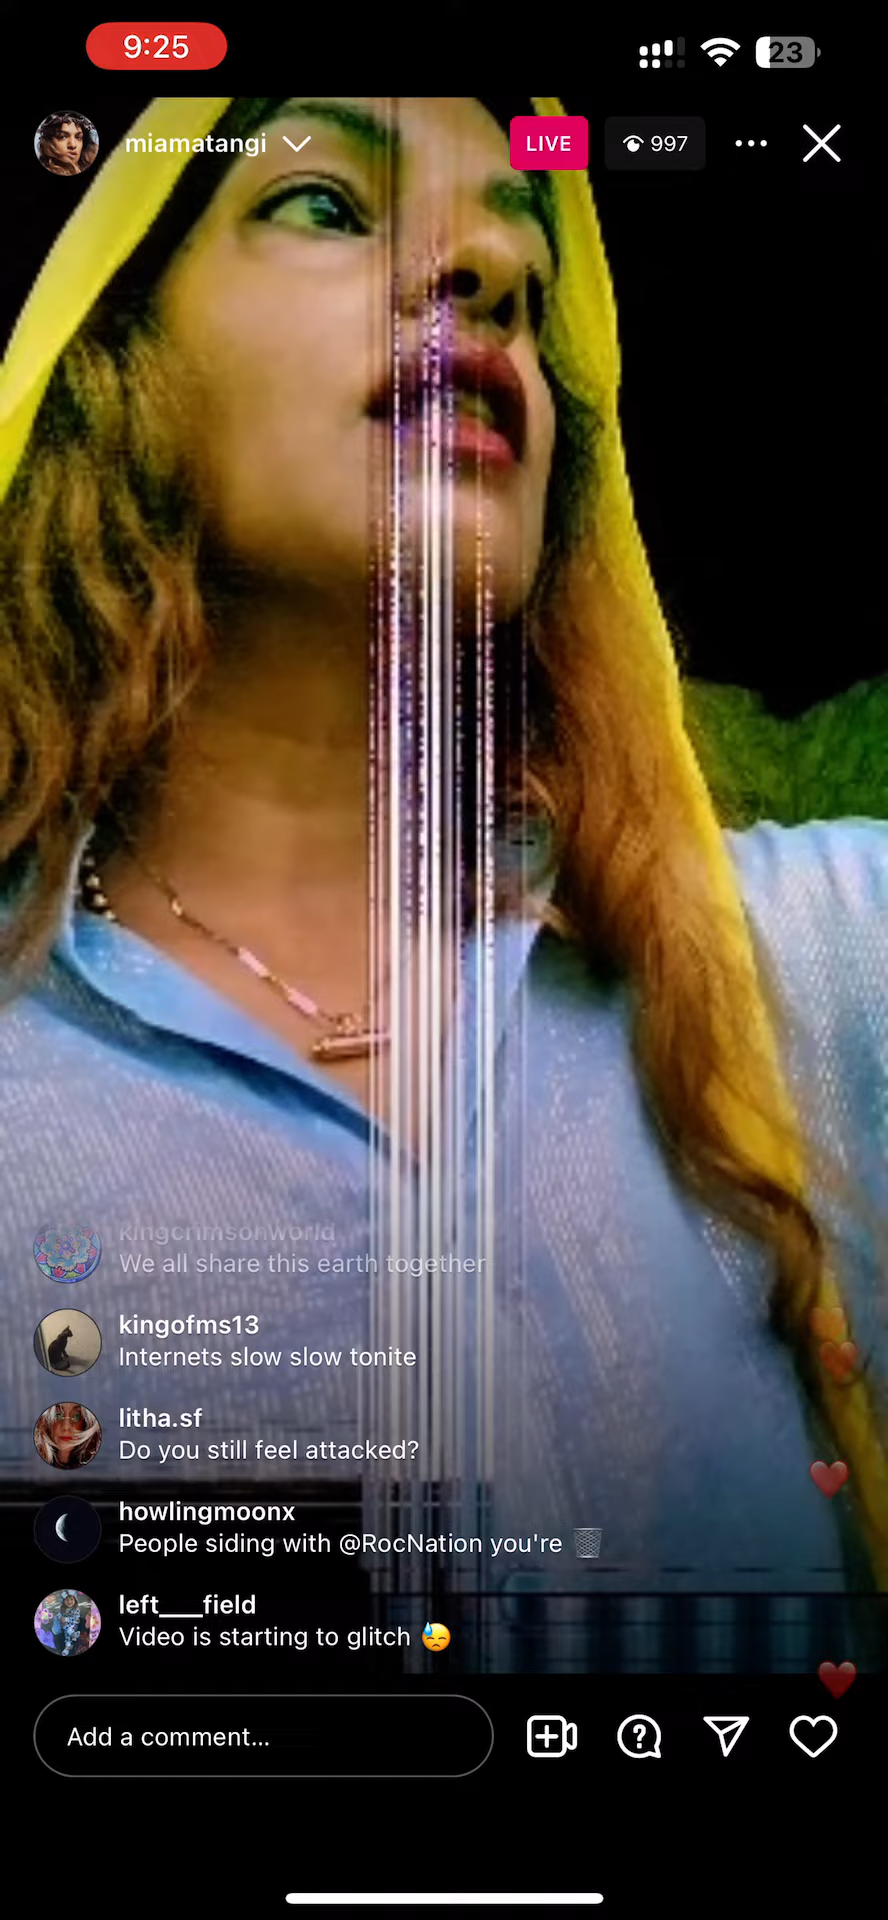 9:25
23
miamatangi
LIVE
997
kingcrimsonworld
We all share this earth together
kingofms13
Internets slow slow tonite
litha.sf
Do you still feel attacked?
howlingmoonx
People siding with @RocNation you're 🗑️
left___field
Video is starting to glitch 😓
Add a comment...